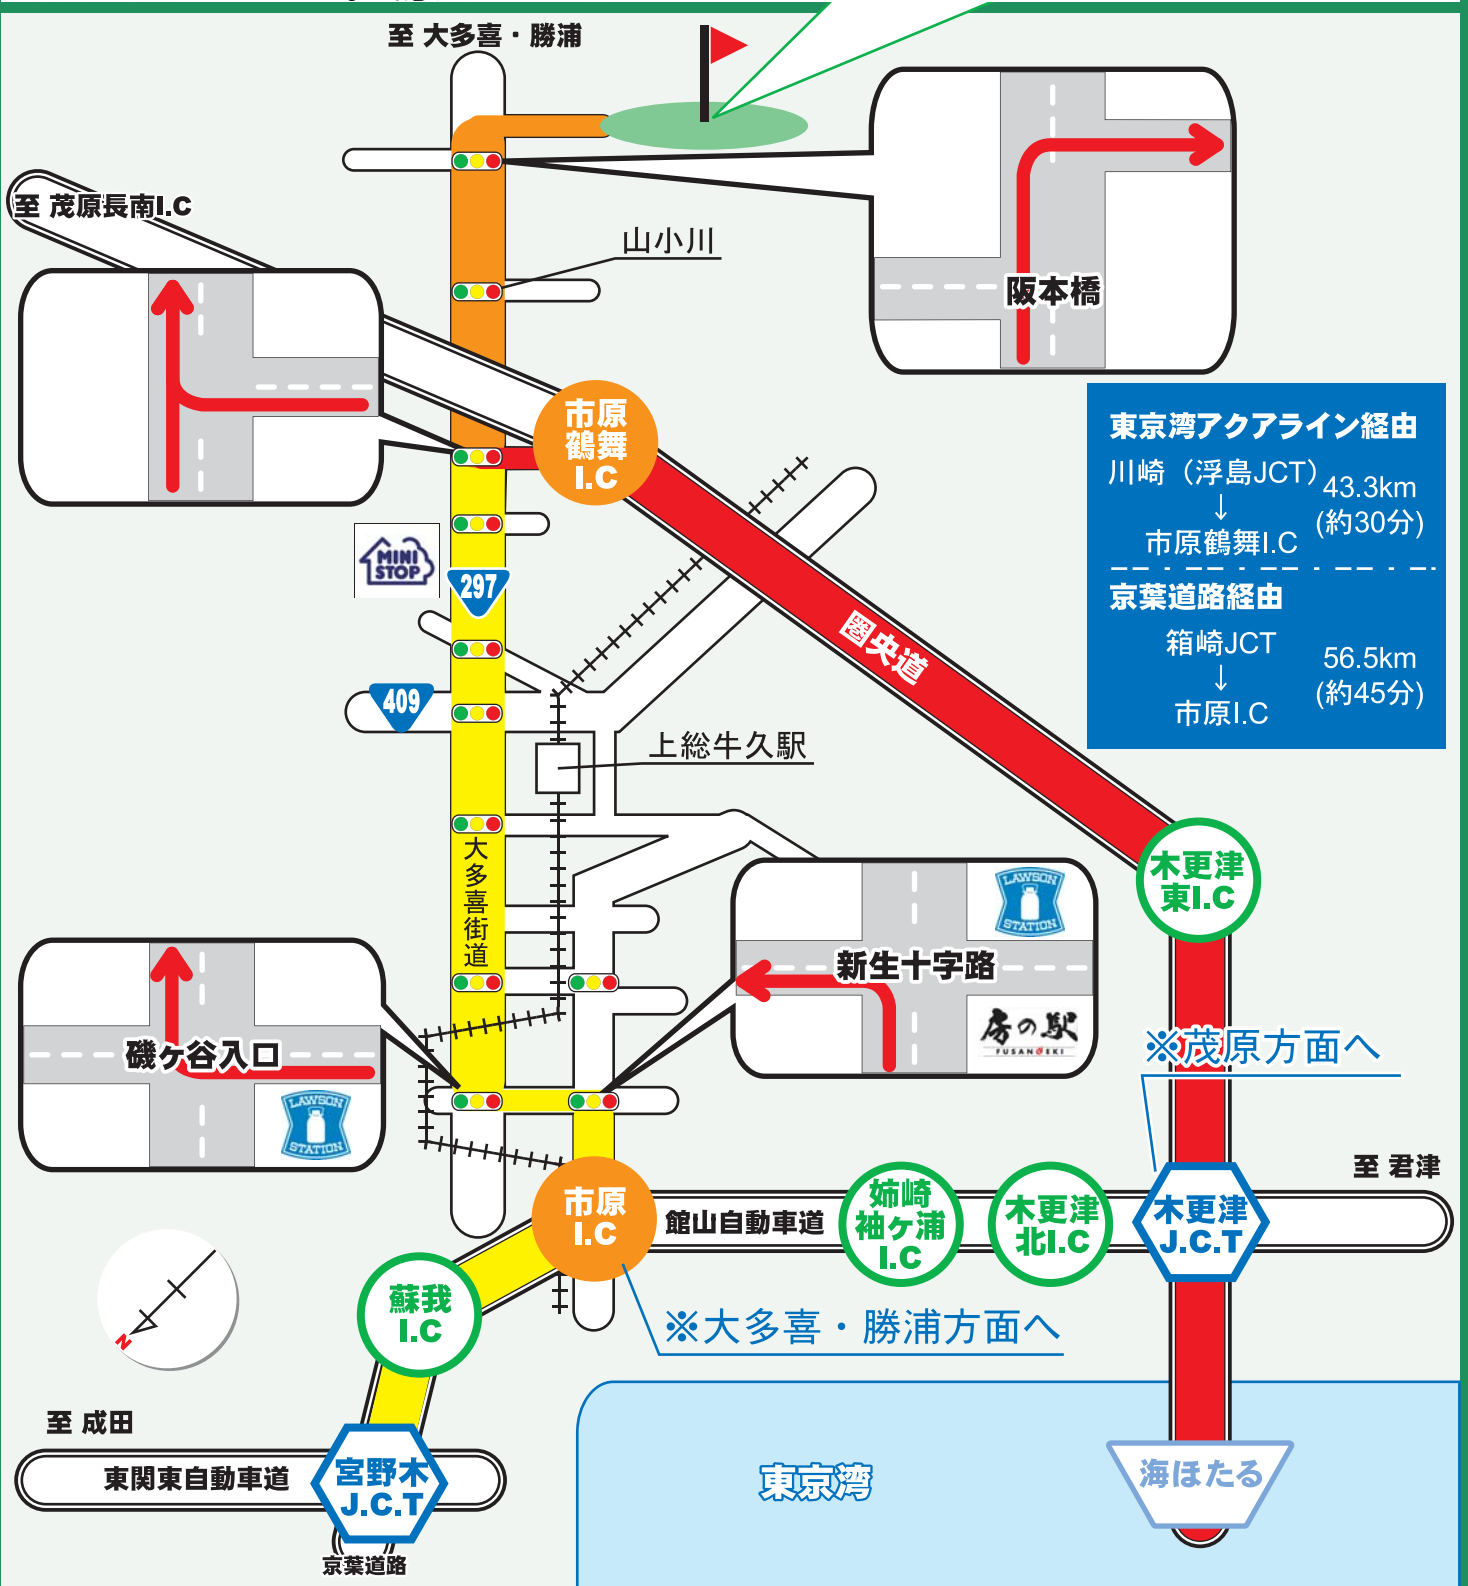 至 大多喜・勝浦
至 茂原長南I.C
山小川
阪本橋
市原
鶴舞
I.C
東京湾アクアライン経由
川崎（浮島JCT）
↓
市原鶴舞I.C
43.3km
(約30分)
京葉道路経由
箱崎JCT
↓
市原I.C
56.5km
(約45分)
MINI
STOP
297
409
圏央道
上総牛久駅
大多喜街道
木更津
東I.C
LAWSON
STATION
新生十字路
房の駅
FUSANOEKI
磯ヶ谷入口
LAWSON
STATION
※茂原方面へ
至 君津
市原
I.C
館山自動車道
姉崎
袖ヶ浦
I.C
木更津
北I.C
木更津
J.C.T
蘇我
I.C
※大多喜・勝浦方面へ
N
至 成田
東関東自動車道
宮野木
J.C.T
京葉道路
東京湾
海ほたる